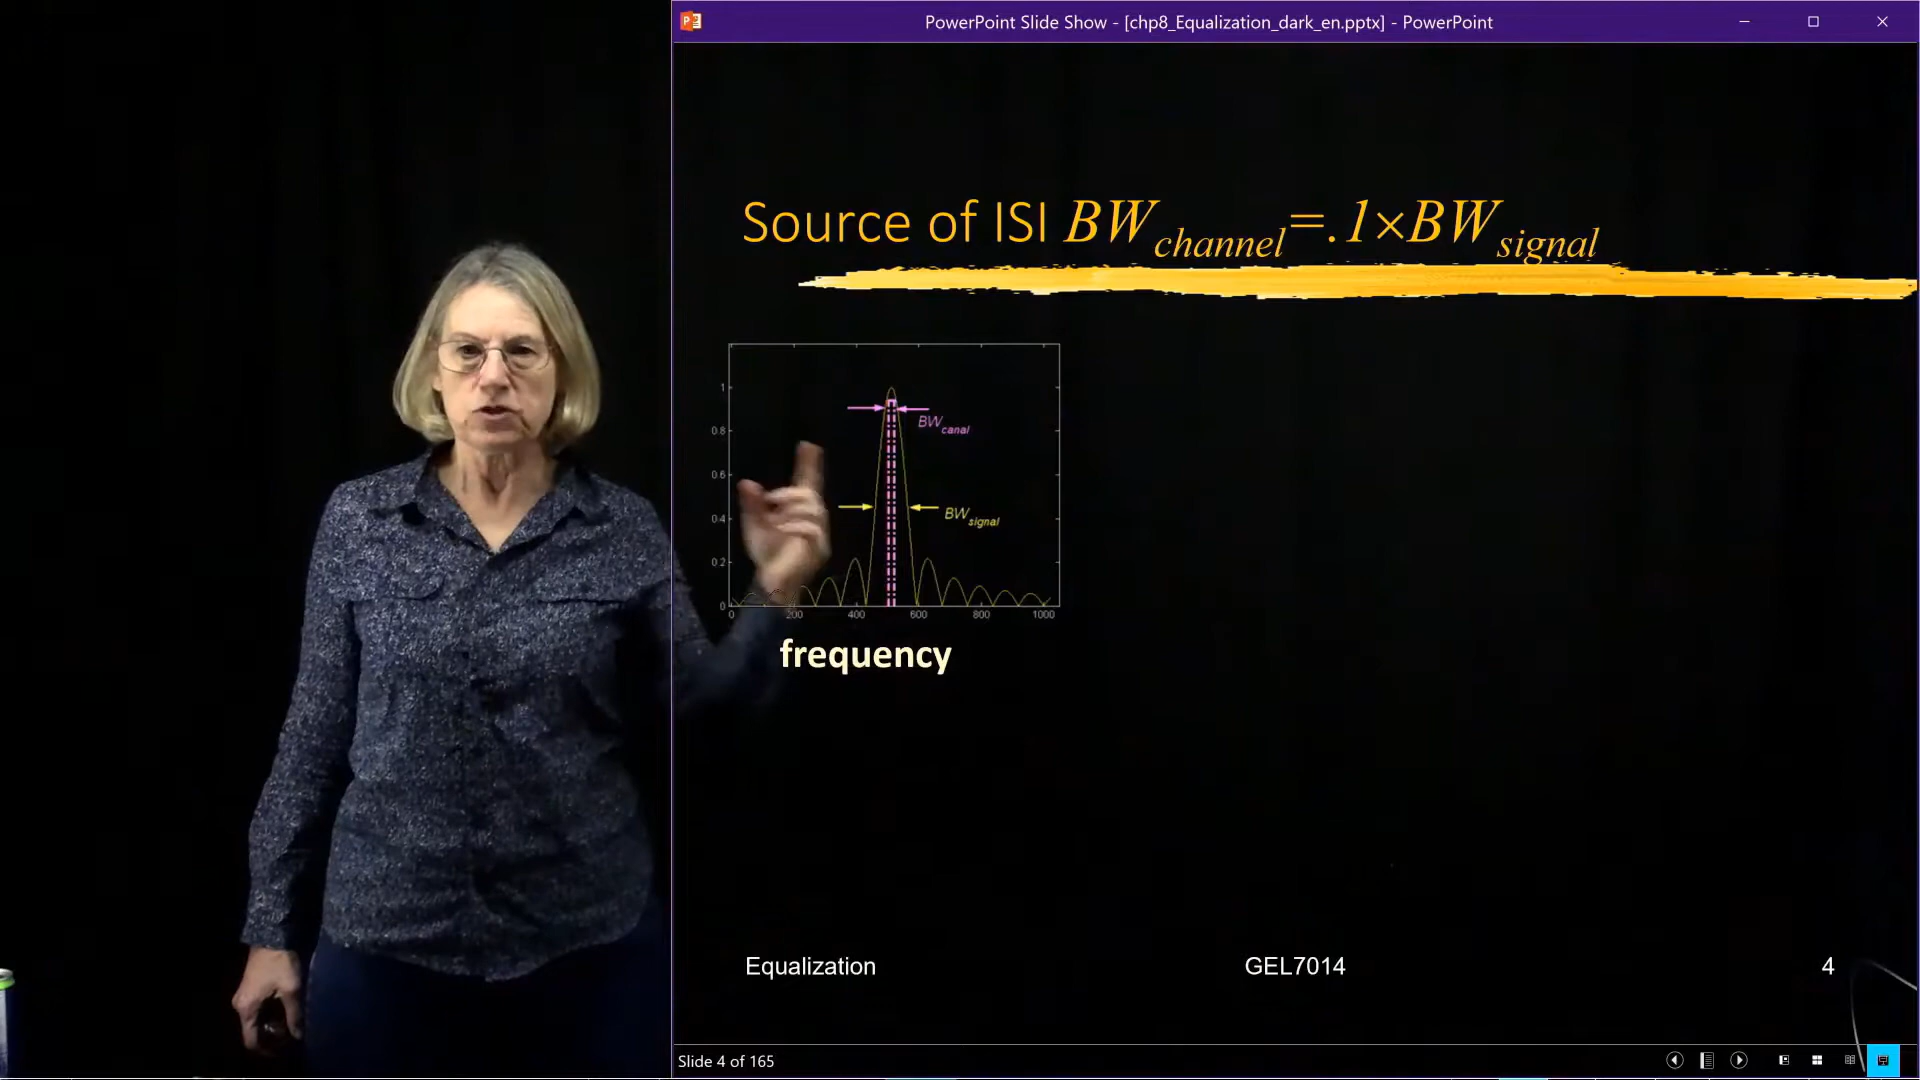 PowerPoint Slide Show - [chp8_Equalization_dark_en.pptx] - PowerPoint
Source of ISI BWchannel=.1×BWsignal
1
0.8
0.6
0.4
0.2
0
BWcanal
BWsignal
0 200 400 600 800 1000
frequency
Equalization GEL7014 4
Slide 4 of 165